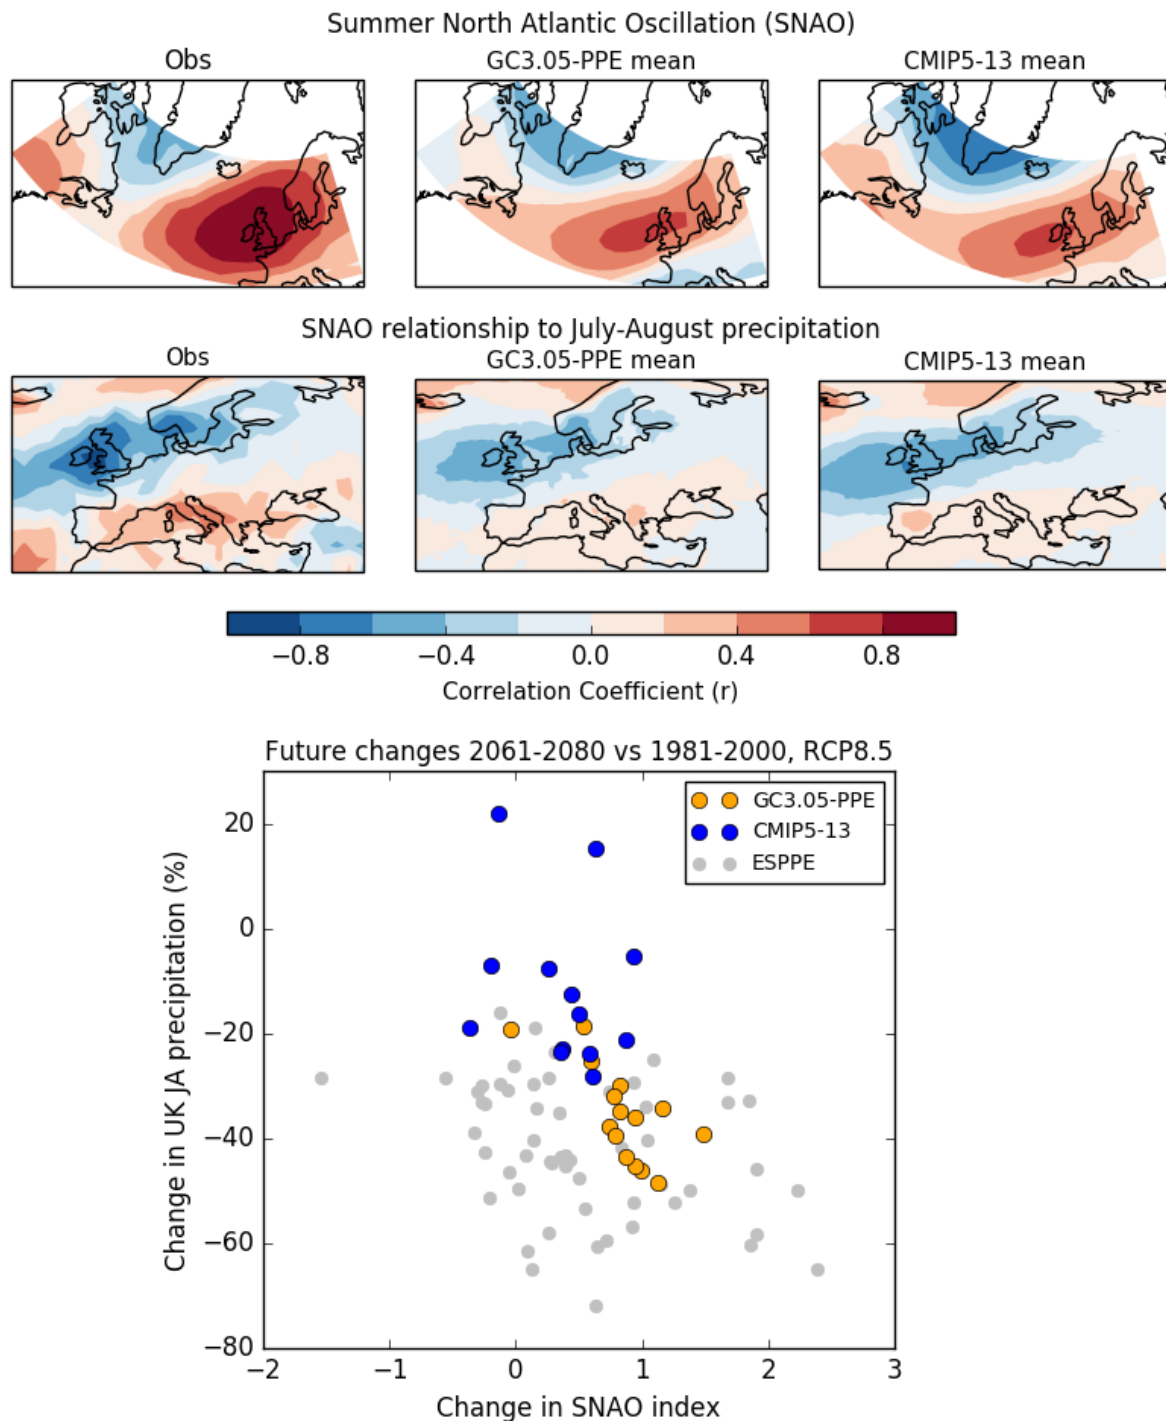 Summer North Atlantic Oscillation (SNAO)
Obs
GC3.05-PPE mean
CMIP5-13 mean
SNAO relationship to July-August precipitation
Obs
GC3.05-PPE mean
CMIP5-13 mean
−0.8 −0.4 0.0 0.4 0.8
Correlation Coefficient (r)
Future changes 2061-2080 vs 1981-2000, RCP8.5
GC3.05-PPE
CMIP5-13
ESPPE
Change in UK JA precipitation (%)
20
0
−20
−40
−60
−80
−2 −1 0 1 2 3
Change in SNAO index